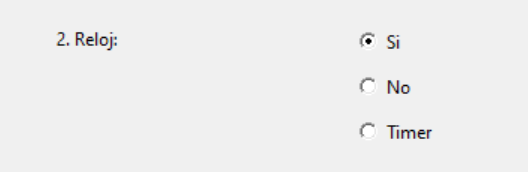 2. Reloj:
Si
No
Timer